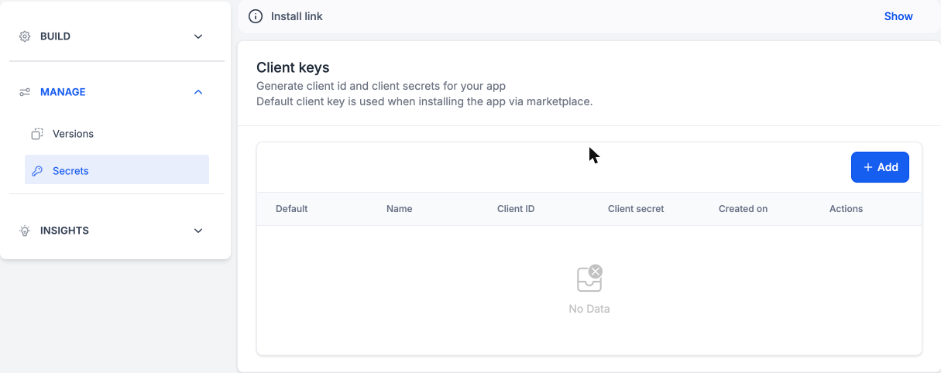 Install link
Show
BUILD
MANAGE
Versions
Secrets
INSIGHTS
Client keys
Generate client id and client secrets for your app
Default client key is used when installing the app via marketplace.
+ Add
Default Name Client ID Client secret Created on Actions
No Data